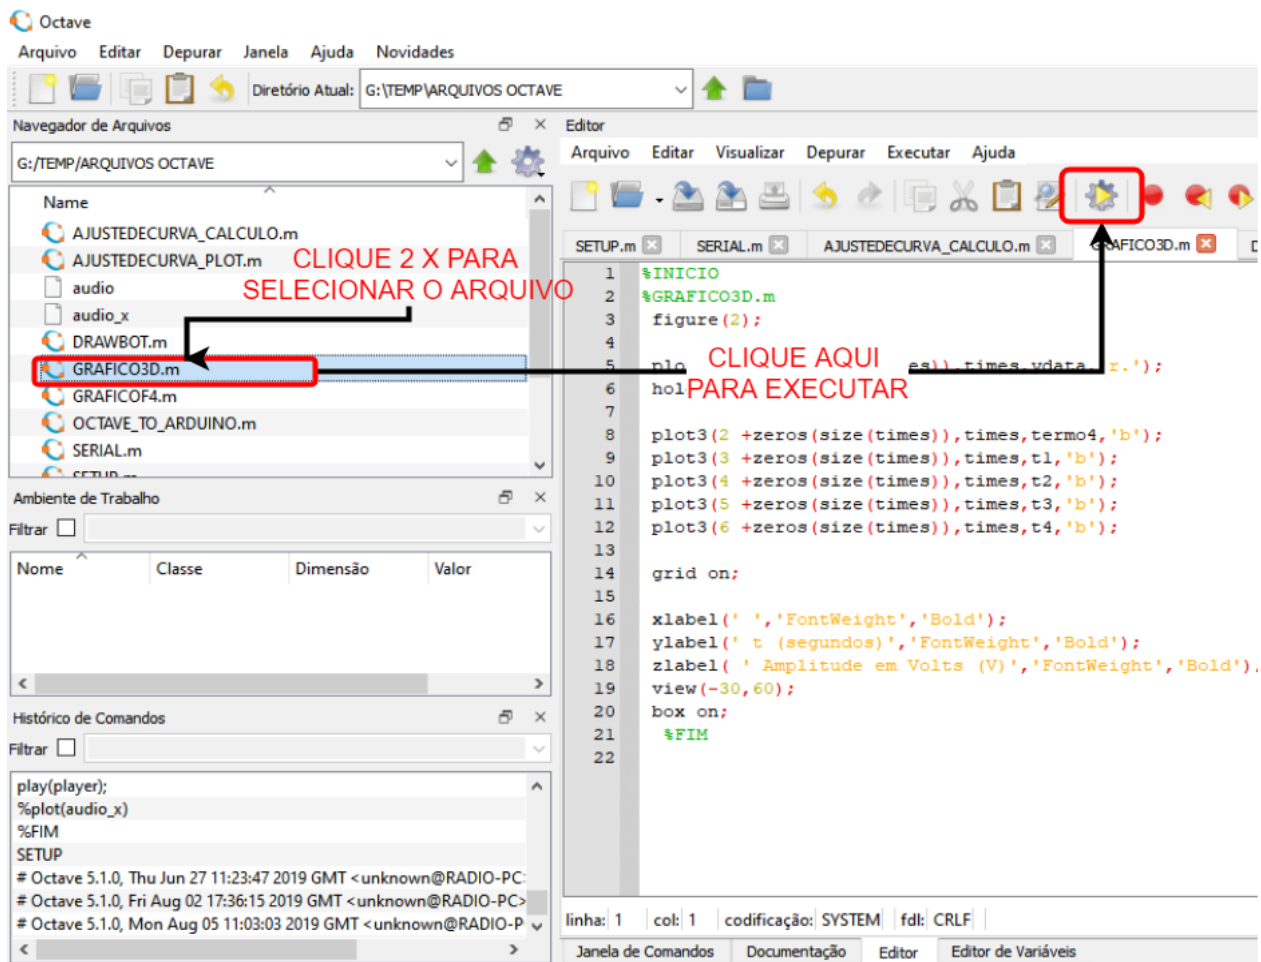 Octave
Arquivo Editar Depurar Janela Ajuda Novidades
Diretório Atual: G:\TEMP\ARQUIVOS OCTAVE
Navegador de Arquivos
G:/TEMP/ARQUIVOS OCTAVE
Name
AJUSTEDECURVA_CALCULO.m
AJUSTEDECURVA_PLOT.m
audio
audio_x
DRAWBOT.m
GRAFICO3D.m
GRAFICOF4.m
OCTAVE_TO_ARDUINO.m
SERIAL.m
SETUP.m
CLIQUE 2 X PARA
SELECIONAR O ARQUIVO
Ambiente de Trabalho
Filtrar
Nome Classe Dimensão Valor
Histórico de Comandos
Filtrar
play(player);
%plot(audio_x)
%FIM
SETUP
# Octave 5.1.0, Thu Jun 27 11:23:47 2019 GMT <unknown@RADIO-PC>
# Octave 5.1.0, Fri Aug 02 17:36:15 2019 GMT <unknown@RADIO-PC>
# Octave 5.1.0, Mon Aug 05 11:03:03 2019 GMT <unknown@RADIO-P
Editor
Arquivo Editar Visualizar Depurar Executar Ajuda
SETUP.m SERIAL.m AJUSTEDECURVA_CALCULO.m GRAFICO3D.m D
1 %INICIO
2 %GRAFICO3D.m
3 figure(2);
4
5 plo es)),times,ydata,'r.');
6 hol
7
CLIQUE AQUI
PARA EXECUTAR
8 plot3(2 +zeros(size(times)),times,termo4,'b');
9 plot3(3 +zeros(size(times)),times,t1,'b');
10 plot3(4 +zeros(size(times)),times,t2,'b');
11 plot3(5 +zeros(size(times)),times,t3,'b');
12 plot3(6 +zeros(size(times)),times,t4,'b');
13
14 grid on;
15
16 xlabel(' ','FontWeight','Bold');
17 ylabel(' t (segundos)','FontWeight','Bold');
18 zlabel( ' Amplitude em Volts (V)','FontWeight','Bold')
19 view(-30,60);
20 box on;
21 %FIM
22
linha: 1 col: 1 codificação: SYSTEM fdl: CRLF
Janela de Comandos Documentação Editor Editor de Variáveis